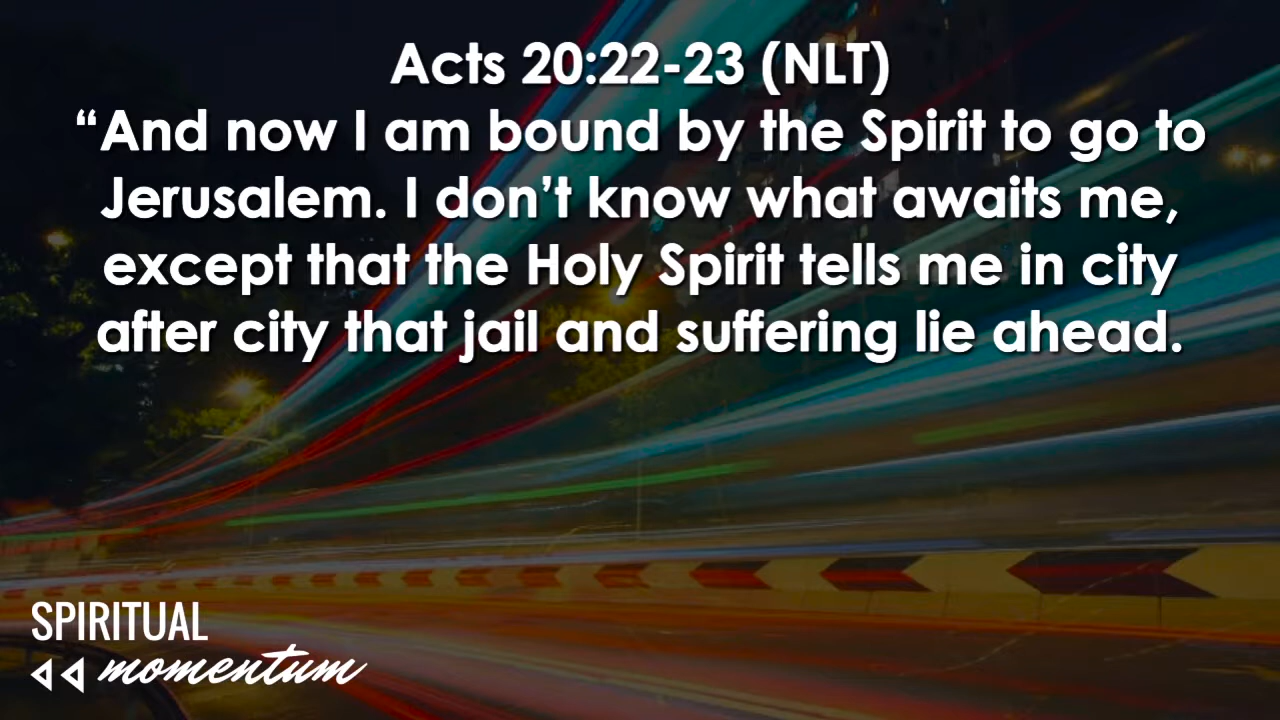 Acts 20:22-23 (NLT)
“And now I am bound by the Spirit to go to
Jerusalem. I don’t know what awaits me,
except that the Holy Spirit tells me in city
after city that jail and suffering lie ahead.
SPIRITUAL
momentum